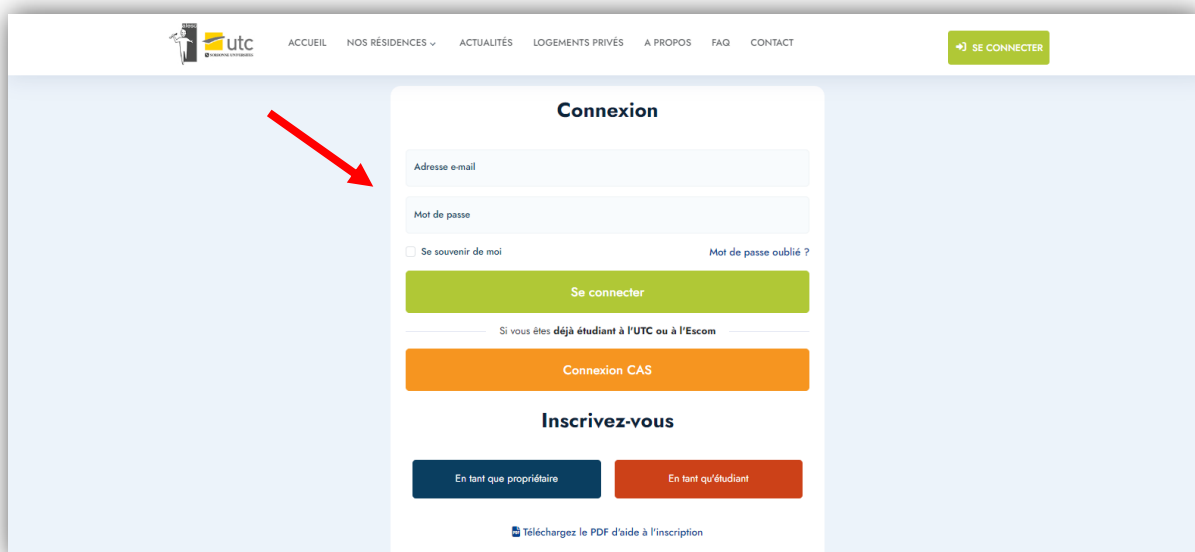 utc
SORBONNE UNIVERSITÉS
ACCUEIL NOS RÉSIDENCES ACTUALITÉS LOGEMENTS PRIVÉS A PROPOS FAQ CONTACT
SE CONNECTER
Connexion
Adresse e-mail
Mot de passe
Se souvenir de moi
Mot de passe oublié ?
Se connecter
Si vous êtes déjà étudiant à l'UTC ou à l'Escom
Connexion CAS
Inscrivez-vous
En tant que propriétaire
En tant qu'étudiant
Téléchargez le PDF d'aide à l'inscription